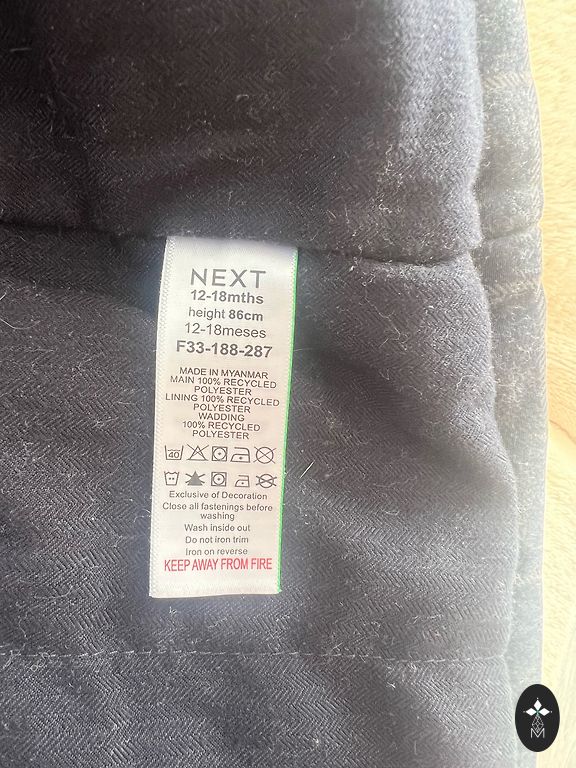 NEXT
12-18mths
height 86cm
12-18meses
F33-188-287
MADE IN MYANMAR
MAIN 100% RECYCLED
POLYESTER
LINING 100% RECYCLED
POLYESTER
WADDING
100% RECYCLED
POLYESTER
40
Exclusive of Decoration
Close all fastenings before
washing
Wash inside out
Do not iron trim
Iron on reverse
KEEP AWAY FROM FIRE
M